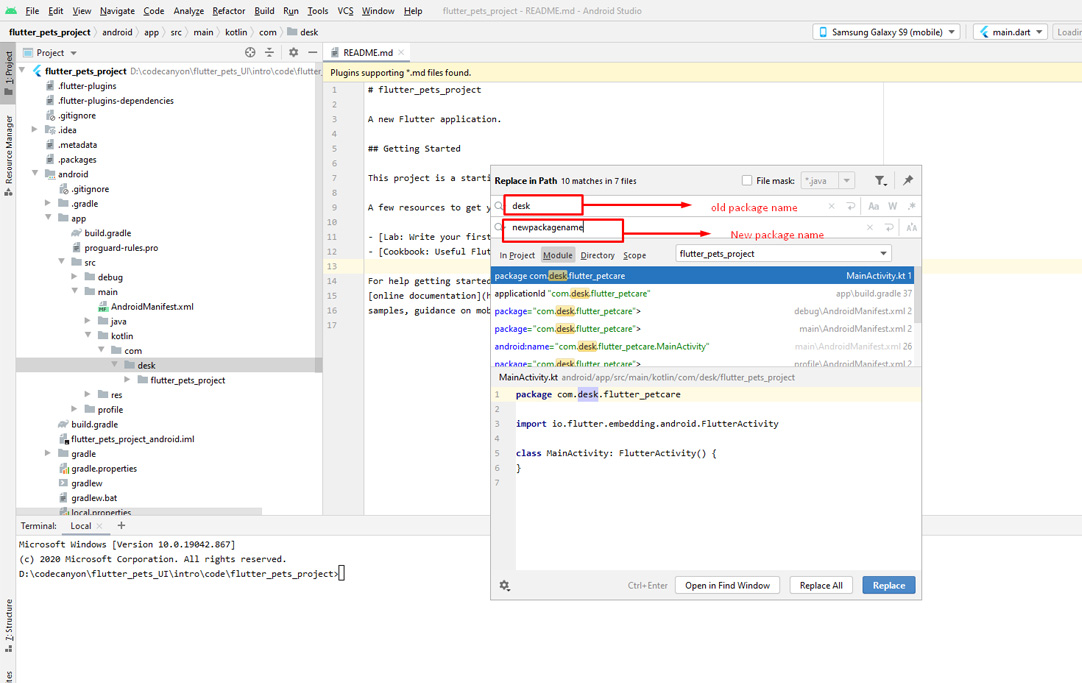 File Edit View Navigate Code Analyze Refactor Build Run Tools VCS Window Help flutter_pets_project - README.md - Android Studio
flutter_pets_project android app src main kotlin com desk Samsung Galaxy S9 (mobile) main.dart
1: Project
Resource Manager
Z: Structure
Project
flutter_pets_project D:\codecanyon\flutter_pets_UI\intro\code\flutter_
.flutter-plugins
.flutter-plugins-dependencies
.gitignore
.idea
.metadata
.packages
android
.gitignore
.gradle
app
build.gradle
proguard-rules.pro
src
debug
main
AndroidManifest.xml
java
kotlin
com
desk
flutter_pets_project
res
profile
build.gradle
flutter_pets_project_android.iml
gradle
gradle.properties
gradlew
gradlew.bat
local.properties
README.md
Plugins supporting *.md files found.
1 # flutter_pets_project
2
3 A new Flutter application.
4
5 ## Getting Started
6
7 This project is a starti
8
9 A few resources to get y
10
11 - [Lab: Write your first
12 - [Cookbook: Useful Flut
13
14 For help getting started
15 [online documentation](h
16 samples, guidance on mob
17
Replace in Path 10 matches in 7 files File mask: *.java
desk old package name Aa W .*
newpackagename New package name
In Project Module Directory Scope flutter_pets_project
package com.desk.flutter_petcare MainActivity.kt 1
applicationId "com.desk.flutter_petcare" app\build.gradle 37
package="com.desk.flutter_petcare"> debug\AndroidManifest.xml 2
package="com.desk.flutter_petcare"> main\AndroidManifest.xml 2
android:name="com.desk.flutter_petcare.MainActivity" main\AndroidManifest.xml 26
package="com.desk.flutter_petcare"> profile\AndroidManifest.xml 2
MainActivity.kt android/app/src/main/kotlin/com/desk/flutter_pets_project
1 package com.desk.flutter_petcare
2
3 import io.flutter.embedding.android.FlutterActivity
4
5 class MainActivity: FlutterActivity() {
6 }
7
Ctrl+Enter Open in Find Window Replace All Replace
Terminal: Local
Microsoft Windows [Version 10.0.19042.867]
(c) 2020 Microsoft Corporation. All rights reserved.
D:\codecanyon\flutter_pets_UI\intro\code\flutter_pets_project>